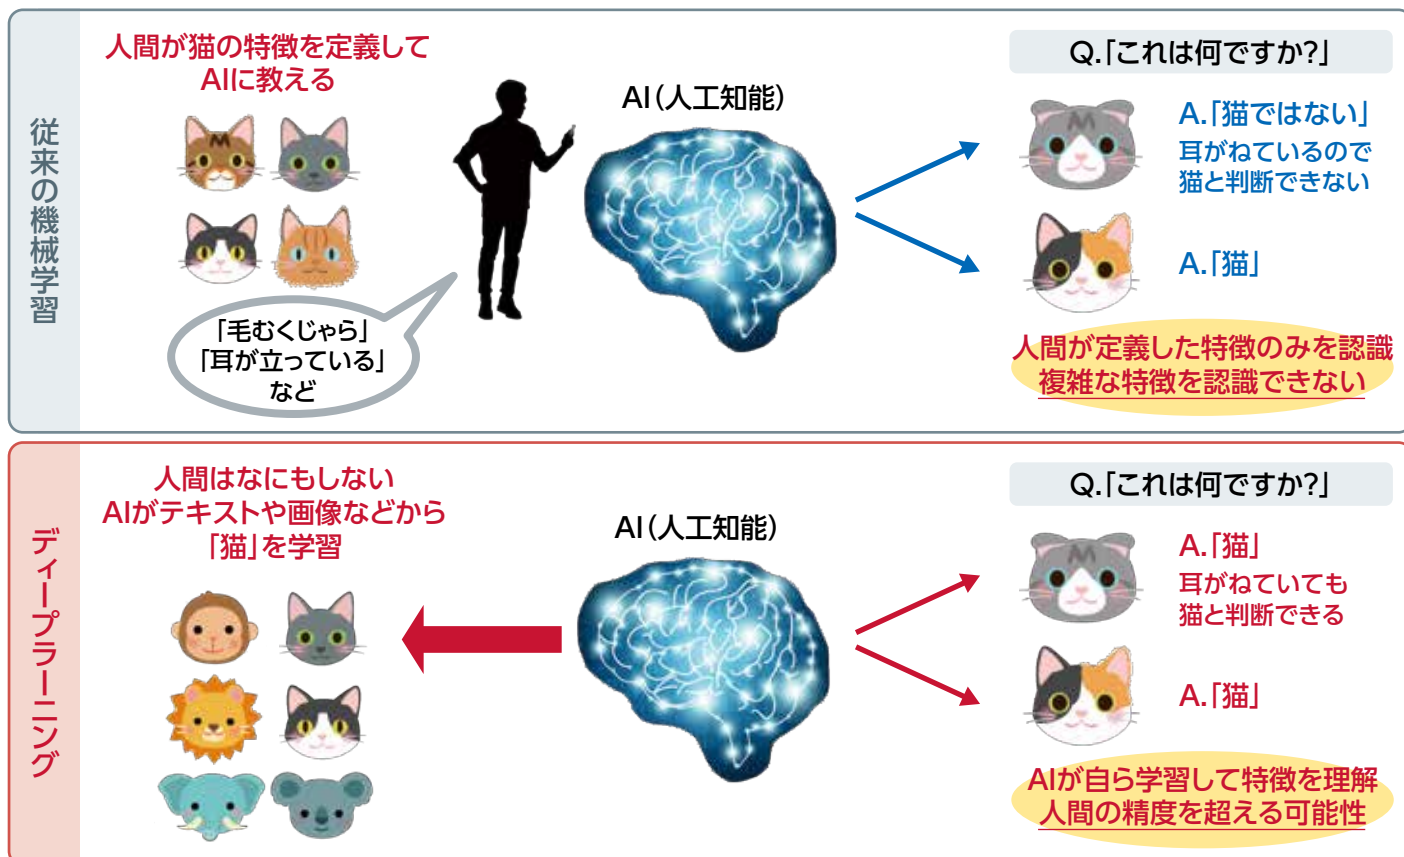 従来の機械学習
人間が猫の特徴を定義して
AIに教える
「毛むくじゃら」
「耳が立っている」
など
AI(人工知能)
Q.「これは何ですか?」
A.「猫ではない」
耳がねているので
猫と判断できない
A.「猫」
人間が定義した特徴のみを認識
複雑な特徴を認識できない
ディープラーニング
人間はなにもしない
AIがテキストや画像などから
「猫」を学習
AI(人工知能)
Q.「これは何ですか?」
A.「猫」
耳がねていても
猫と判断できる
A.「猫」
AIが自ら学習して特徴を理解
人間の精度を超える可能性